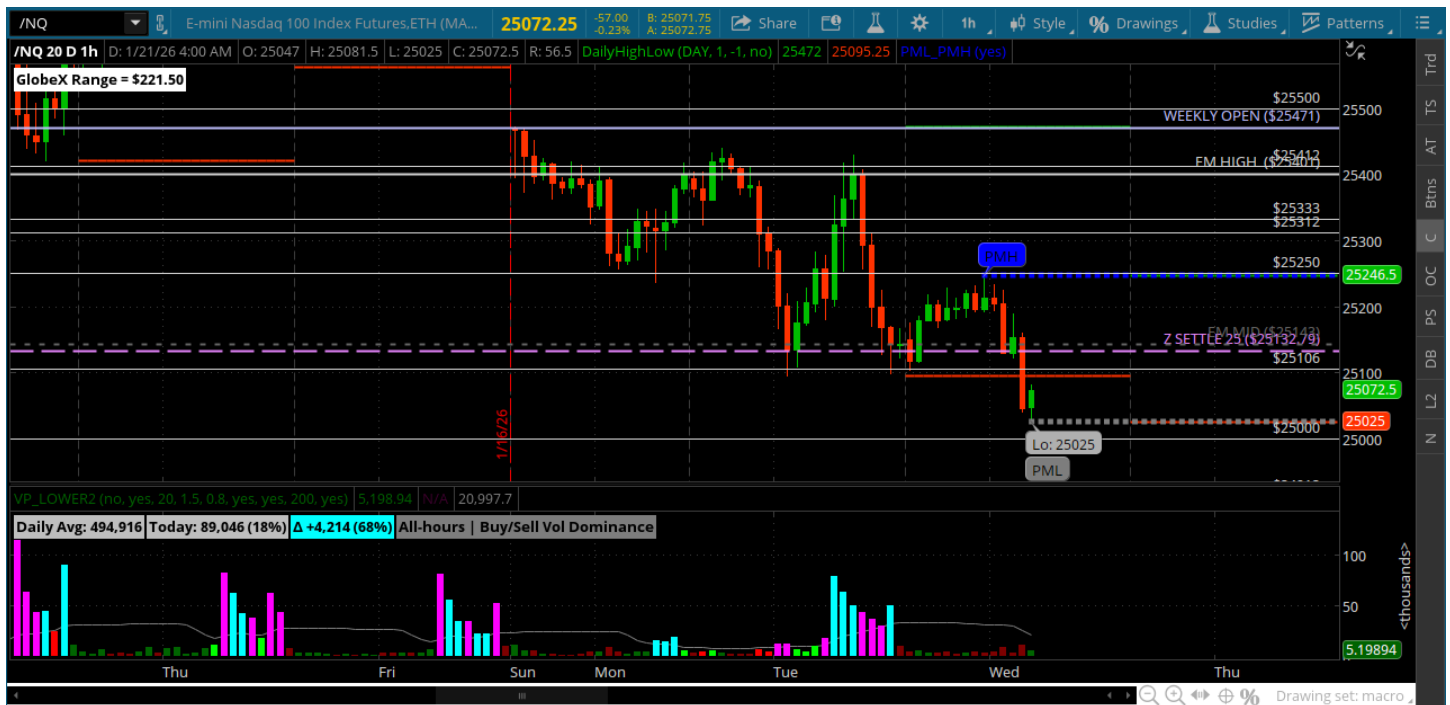 /NQ E-mini Nasdaq 100 Index Futures,ETH (MA... 25072.25 -57.00 -0.23% B: 25071.75 A: 25072.75 Share 1h Style % Drawings Studies Patterns
/NQ 20 D 1h D: 1/21/26 4:00 AM O: 25047 H: 25081.5 L: 25025 C: 25072.5 R: 56.5 DailyHighLow (DAY, 1, -1, no) 25472 25095.25 PML_PMH (yes)
GlobeX Range = $221.50
$25500
25500
WEEKLY OPEN ($25471)
$25412
EM HIGH ($25401)
25400
$25333
$25312
25300
PMH
$25250
25246.5
25200
EM MID ($25143)
Z SETTLE 25 ($25132.79)
$25106
25100
25072.5
25025
$25000
25000
Lo: 25025
PML
1/16/26
VP_LOWER2 (no, yes, 20, 1.5, 0.8, yes, yes, 200, yes) 5,198.94 N/A 20,997.7
Daily Avg: 494,916 Today: 89,046 (18%) Δ +4,214 (68%) All-hours | Buy/Sell Vol Dominance
100
50
<thousands>
5.19894
Thu Fri Sun Mon Tue Wed Thu
Drawing set: macro
Trd
TS
AT
Btns
C
OC
PS
DB
L2
N